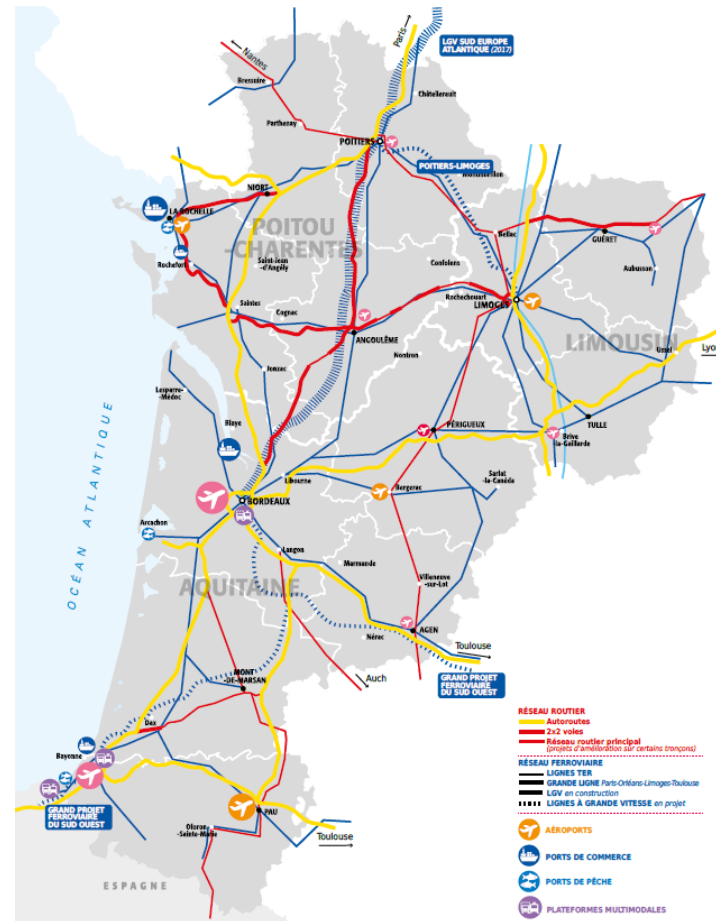 Paris
LGV SUD EUROPE
ATLANTIQUE (2017)
Nantes
Bressuire
Châtellerault
Parthenay
POITIERS
POITIERS-LIMOGES
NIORT
LA ROCHELLE
POITOU
-CHARENTES
Bellac
GUÉRET
Rochefort
Saint-Jean
-d'Angély
Confolens
Aubusson
Saintes
Cognac
Rochechouart
LIMOGES
ANGOULÊME
LIMOUSIN
Nontron
Ussel
Lyon
Jonzac
Lesparre-
Médoc
Blaye
PÉRIGUEUX
TULLE
Brive
-la-Gaillarde
Libourne
Sarlat
-la-Canéda
Bergerac
BORDEAUX
Arcachon
OCÉAN ATLANTIQUE
Langon
Marmande
AQUITAINE
Villeneuve
-sur-Lot
AGEN
Nérac
Toulouse
Auch
GRAND PROJET
FERROVIAIRE
DU SUD OUEST
MONT
-DE-MARSAN
Dax
Bayonne
GRAND PROJET
FERROVIAIRE
DU SUD OUEST
PAU
Oloron
-Sainte-Marie
Toulouse
ESPAGNE
RÉSEAU ROUTIER
Autoroutes
2x2 voies
Réseau routier principal
(projets d'amélioration sur certains tronçons)
RÉSEAU FERROVIAIRE
LIGNES TER
GRANDE LIGNE Paris-Orléans-Limoges-Toulouse
LGV en construction
LIGNES À GRANDE VITESSE en projet
AÉROPORTS
PORTS DE COMMERCE
PORTS DE PÊCHE
PLATEFORMES MULTIMODALES